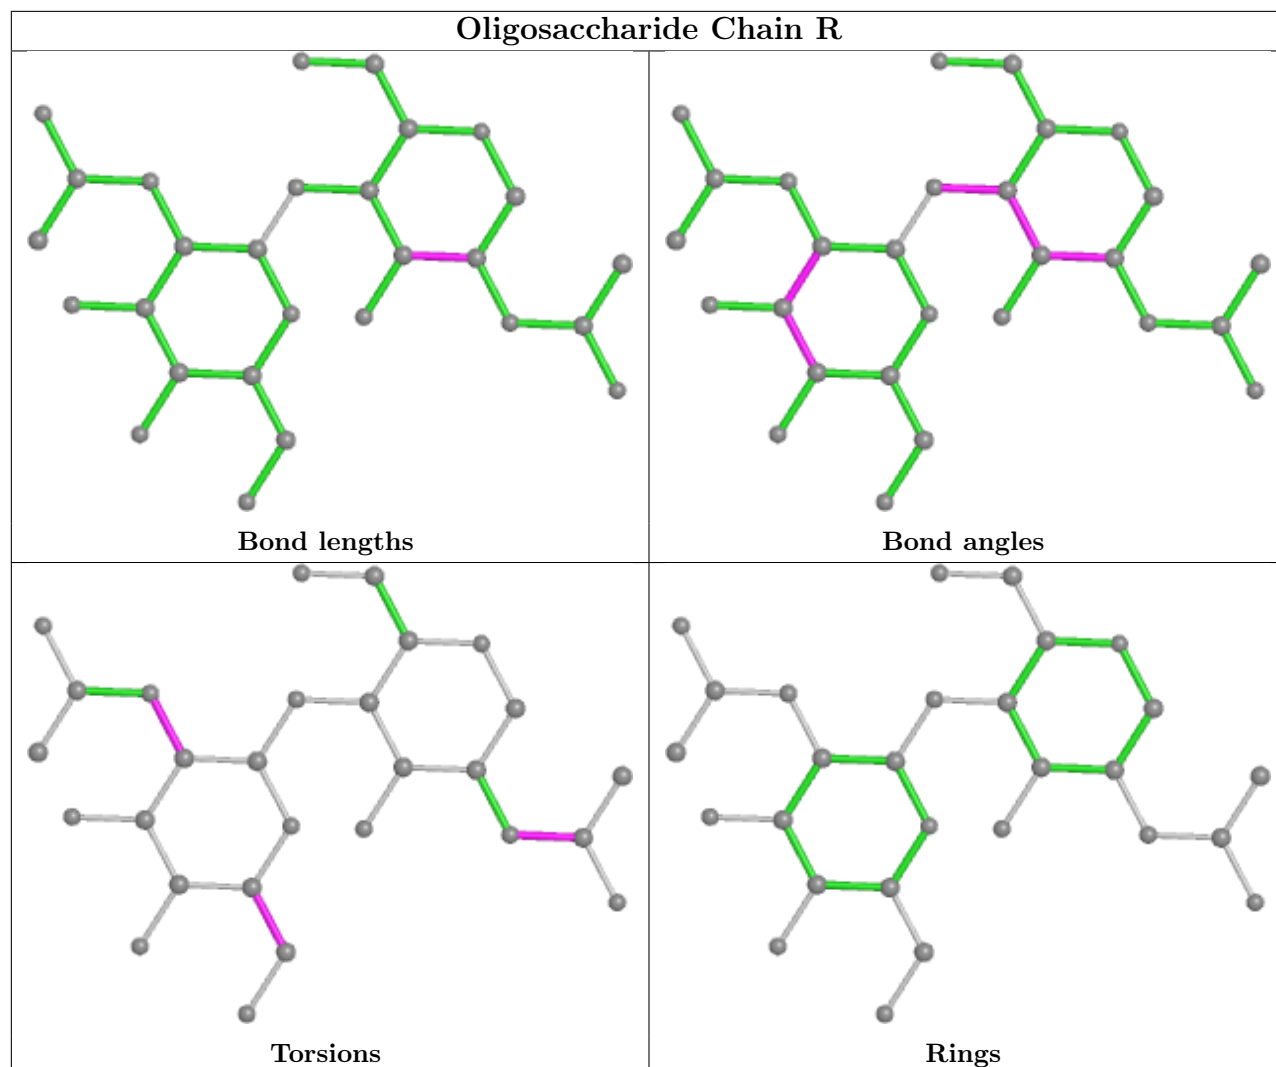 Oligosaccharide Chain R
Bond lengths
Bond angles
Torsions
Rings